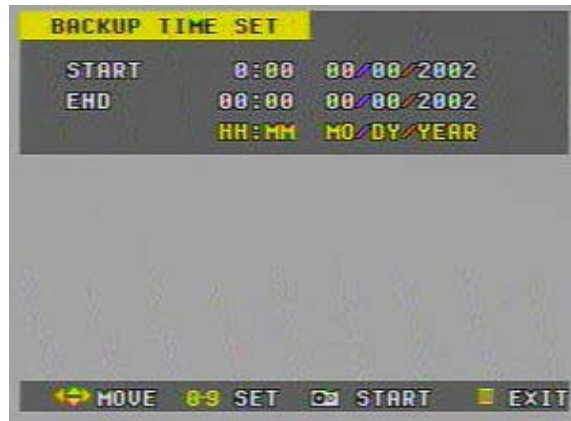 BACKUP TIME SET
START 0:00 00/00/2002
END 00:00 00/00/2002
HH:MM MO/DY/YEAR
MOVE 0-9 SET START EXIT